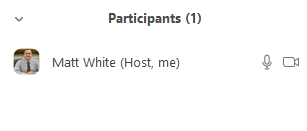 Participants (1)
Matt White (Host, me)